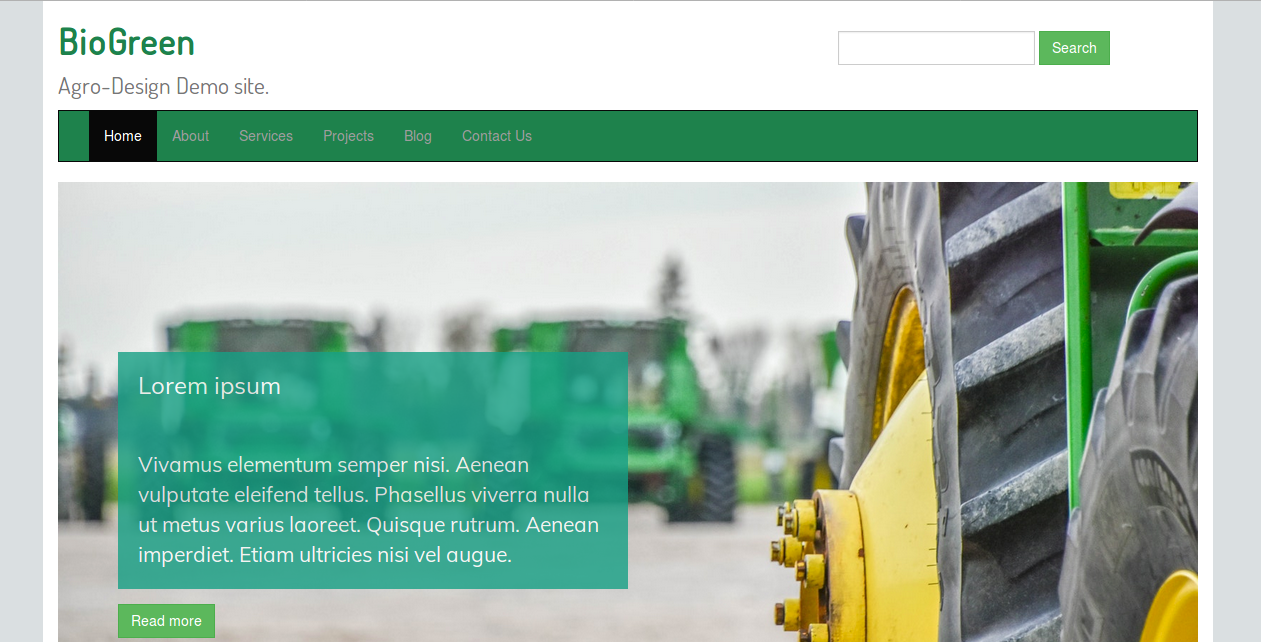 BioGreen
Search
Agro-Design Demo site.
Home About Services Projects Blog Contact Us
Lorem ipsum
Vivamus elementum semper nisi. Aenean
vulputate eleifend tellus. Phasellus viverra nulla
ut metus varius laoreet. Quisque rutrum. Aenean
imperdiet. Etiam ultricies nisi vel augue.
Read more